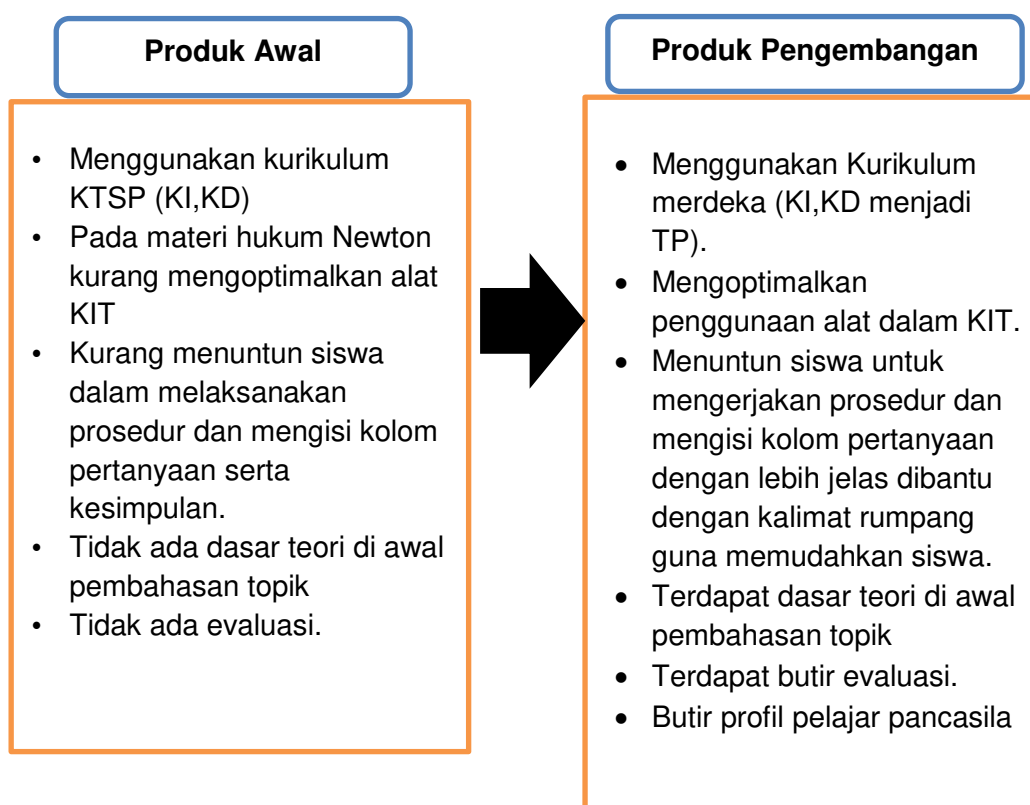 Produk Awal
• Menggunakan kurikulum
KTSP (KI,KD)
• Pada materi hukum Newton
kurang mengoptimalkan alat
KIT
• Kurang menuntun siswa
dalam melaksanakan
prosedur dan mengisi kolom
pertanyaan serta
kesimpulan.
• Tidak ada dasar teori di awal
pembahasan topik
• Tidak ada evaluasi.
Produk Pengembangan
• Menggunakan Kurikulum
merdeka (KI,KD menjadi
TP).
• Mengoptimalkan
penggunaan alat dalam KIT.
• Menuntun siswa untuk
mengerjakan prosedur dan
mengisi kolom pertanyaan
dengan lebih jelas dibantu
dengan kalimat rumpang
guna memudahkan siswa.
• Terdapat dasar teori di awal
pembahasan topik
• Terdapat butir evaluasi.
• Butir profil pelajar pancasila